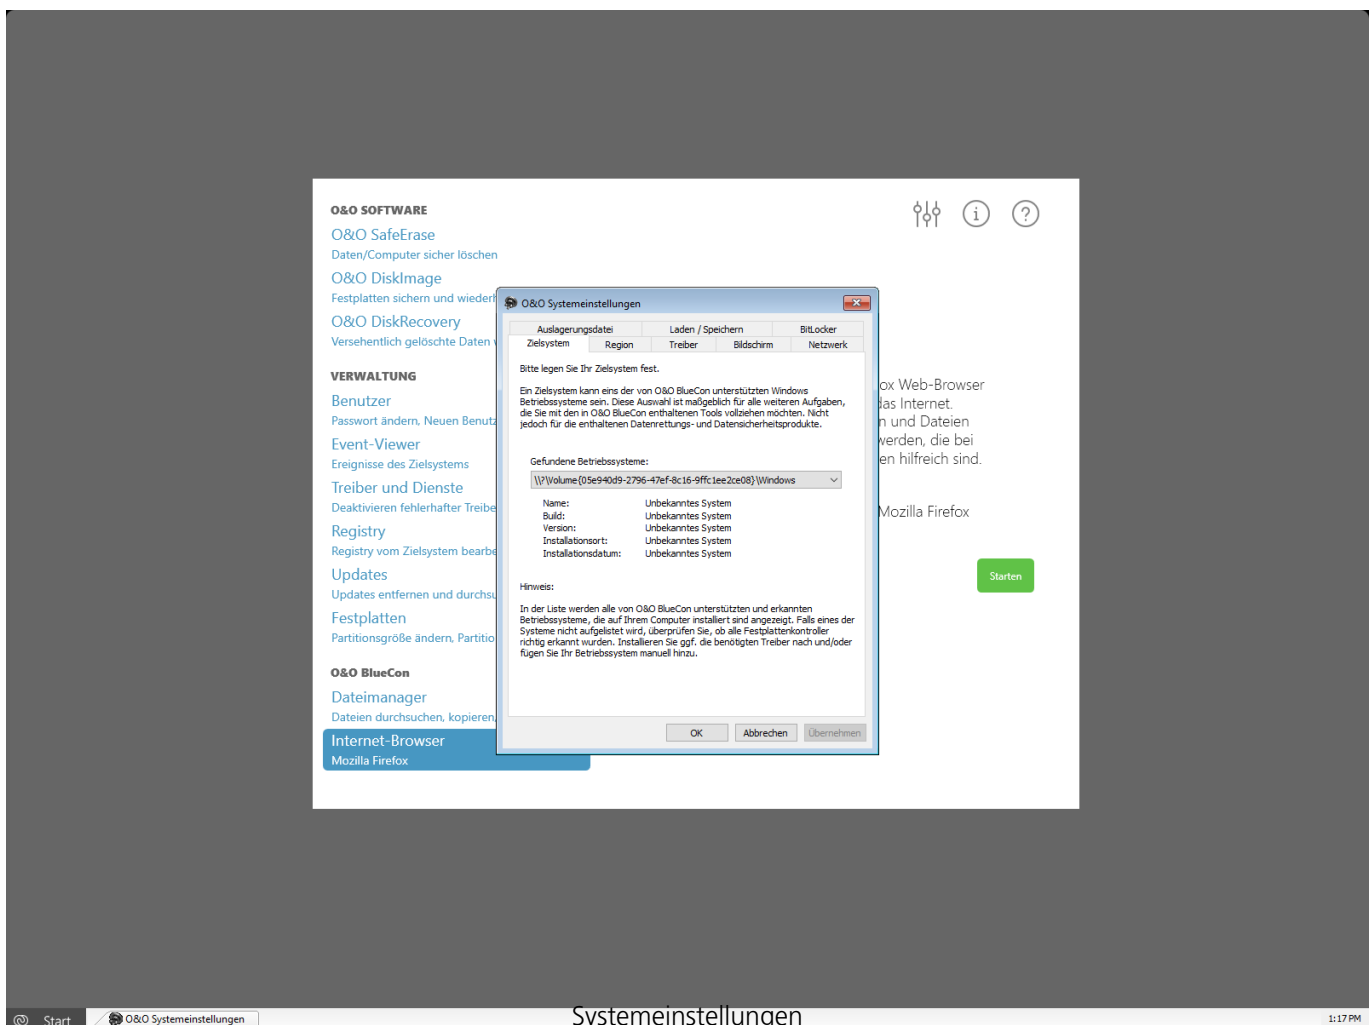 O&O SOFTWARE
O&O SafeErase
Daten/Computer sicher löschen
O&O DiskImage
Festplatten sichern und
O&O DiskRecovery
Versehentlich gelöschte Daten
VERWALTUNG
Benutzer
Passwort ändern, Neuen
Event-Viewer
Ereignisse des Zielsystems
Treiber und Dienste
Deaktivieren fehlerhafter
Registry
Registry vom Zielsystem
Updates
Updates entfernen und
Festplatten
Partitionsgröße ändern,
O&O BlueCon
Dateimanager
Dateien durchsuchen, kopieren,
Internet-Browser
Mozilla Firefox
O&O Systemeinstellungen
Auslagerungsdatei
Laden / Speichern
BitLocker
Zielsystem
Region
Treiber
Bildschirm
Netzwerk
Bitte legen Sie Ihr Zielsystem fest.
Ein Zielsystem kann eins der von O&O BlueCon unterstützten Windows
Betriebssysteme sein. Diese Auswahl ist maßgeblich für alle weiteren Aufgaben,
die Sie mit den in O&O BlueCon enthaltenen Tools vollziehen möchten. Nicht
jedoch für die enthaltenen Datenrettungs- und Datensicherheitsprodukte.
Gefundene Betriebssysteme:
\\?\Volume{05e940d9-2796-47ef-8c16-9ffc1ee2ce08}\Windows
Name: Unbekanntes System
Build: Unbekanntes System
Version: Unbekanntes System
Installationsort: Unbekanntes System
Installationsdatum: Unbekanntes System
Hinweis:
In der Liste werden alle von O&O BlueCon unterstützten und erkannten
Betriebssysteme, die auf Ihrem Computer installiert sind angezeigt. Falls eines der
Systeme nicht aufgelistet wird, überprüfen Sie, ob alle Festplattenkontroller
richtig erkannt wurden. Installieren Sie ggf. die benötigten Treiber nach und/oder
fügen Sie Ihr Betriebssystem manuell hinzu.
OK
Abbrechen
Übernehmen
Web-Browser
das Internet.
und Dateien
werden, die bei
hilfreich sind.
Mozilla Firefox
Starten
Start
O&O Systemeinstellungen
Systemeinstellungen
1:17 PM